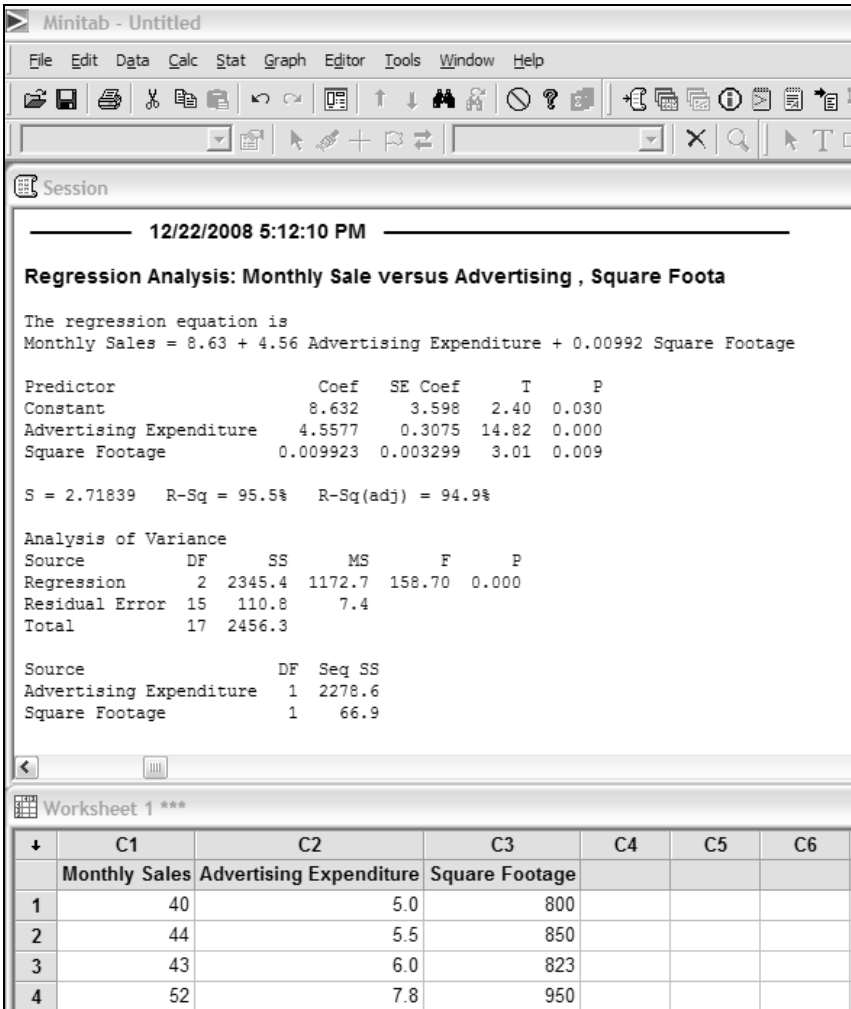 Minitab - Untitled
File Edit Data Calc Stat Graph Editor Tools Window Help
Session
12/22/2008 5:12:10 PM
Regression Analysis: Monthly Sale versus Advertising , Square Foota
The regression equation is
Monthly Sales = 8.63 + 4.56 Advertising Expenditure + 0.00992 Square Footage
Predictor Coef SE Coef T P
Constant 8.632 3.598 2.40 0.030
Advertising Expenditure 4.5577 0.3075 14.82 0.000
Square Footage 0.009923 0.003299 3.01 0.009
S = 2.71839 R-Sq = 95.5% R-Sq(adj) = 94.9%
Analysis of Variance
Source DF SS MS F P
Regression 2 2345.4 1172.7 158.70 0.000
Residual Error 15 110.8 7.4
Total 17 2456.3
Source DF Seq SS
Advertising Expenditure 1 2278.6
Square Footage 1 66.9
Worksheet 1 ***
C1 C2 C3 C4 C5 C6
Monthly Sales Advertising Expenditure Square Footage
1 40 5.0 800
2 44 5.5 850
3 43 6.0 823
4 52 7.8 950